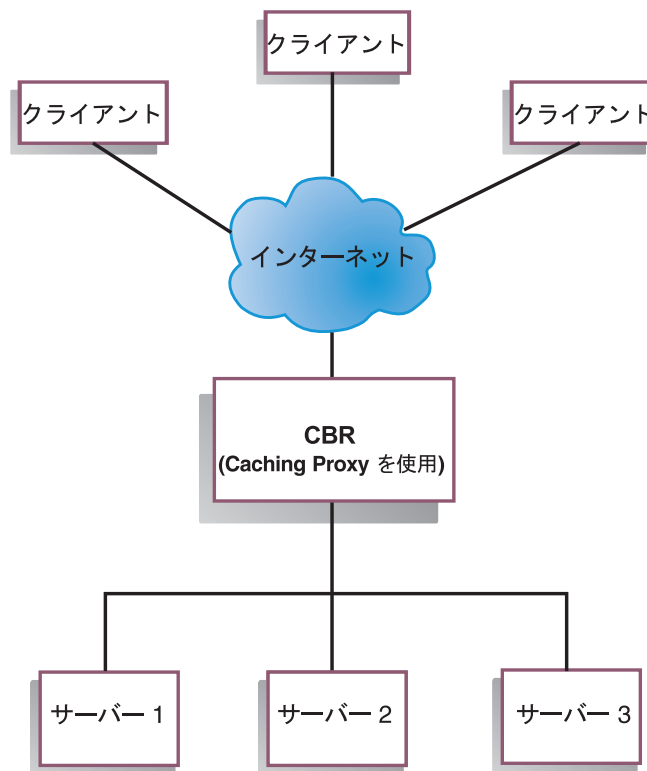 クライアント
クライアント
クライアント
インターネット
CBR
(Caching Proxy を使用)
サーバー 1
サーバー 2
サーバー 3